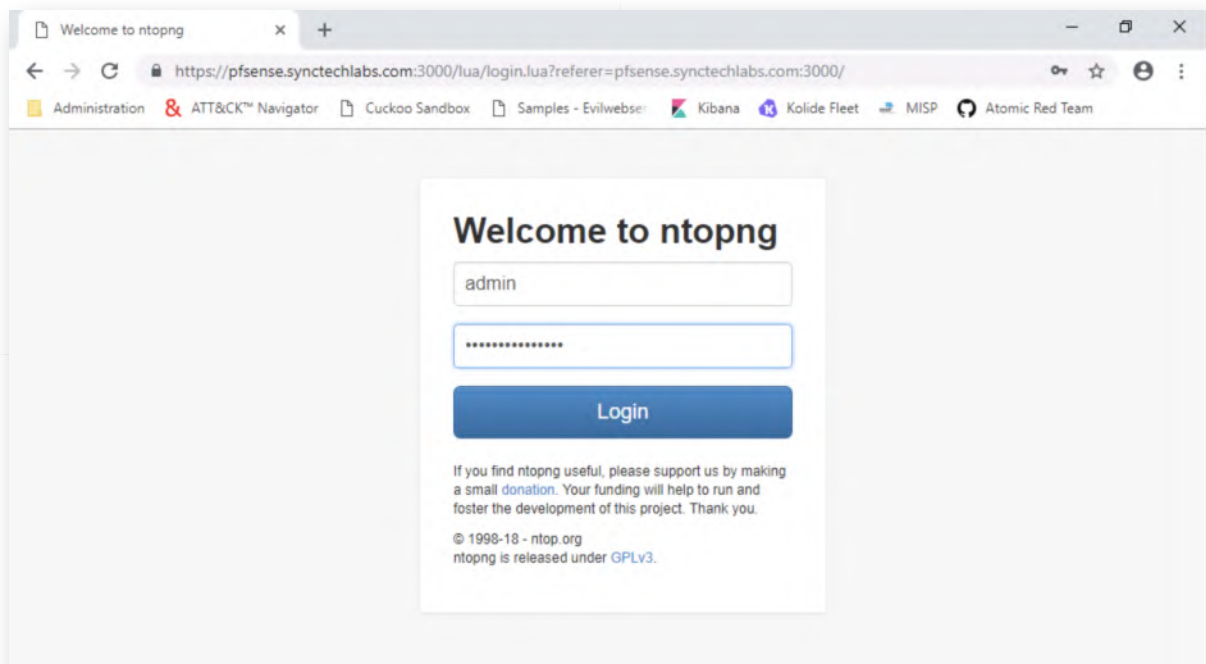 Welcome to ntopng
https://pfsense.synctechlabs.com:3000/lua/login.lua?referer=pfsense.synctechlabs.com:3000/
Administration ATT&CK™ Navigator Cuckoo Sandbox Samples - Evilwebser Kibana Kolide Fleet MISP Atomic Red Team
Welcome to ntopng
admin
•••••••••••••••
Login
If you find ntopng useful, please support us by making
a small donation. Your funding will help to run and
foster the development of this project. Thank you.
© 1998-18 - ntop.org
ntopng is released under GPLv3.